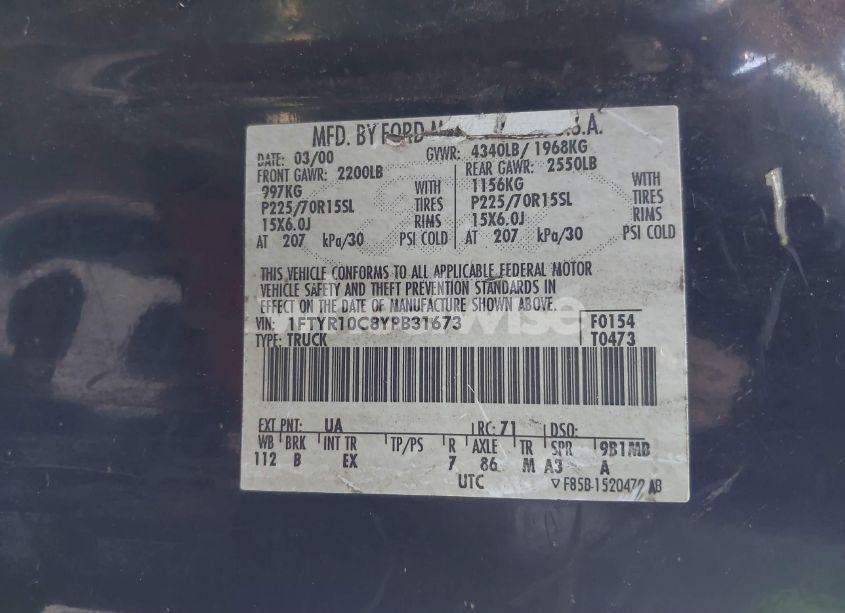 MFD. BY FORD M S.A.
DATE: 03/00 GVWR: 4340LB/ 1968KG
FRONT GAWR: 2200LB REAR GAWR: 2550LB
997KG WITH 1156KG WITH
P225/70R15SL TIRES P225/70R15SL TIRES
15X6.0J RIMS 15X6.0J RIMS
AT 207 kPa/30 PSI COLD AT 207 kPa/30 PSI COLD
THIS VEHICLE CONFORMS TO ALL APPLICABLE FEDERAL MOTOR
VEHICLE SAFETY AND THEFT PREVENTION STANDARDS IN
EFFECT ON THE DATE OF MANUFACTURE SHOWN ABOVE.
VIN: 1FTYR10C8YPB31673 F0154
TYPE: TRUCK T0473
EXT PNT: UA RC: 71 DSO:
WB BRK INT TR TP/PS R AXLE TR SPR 9B1MB
112 B EX 7 86 M A3 A
UTC F85B-1520472 AB